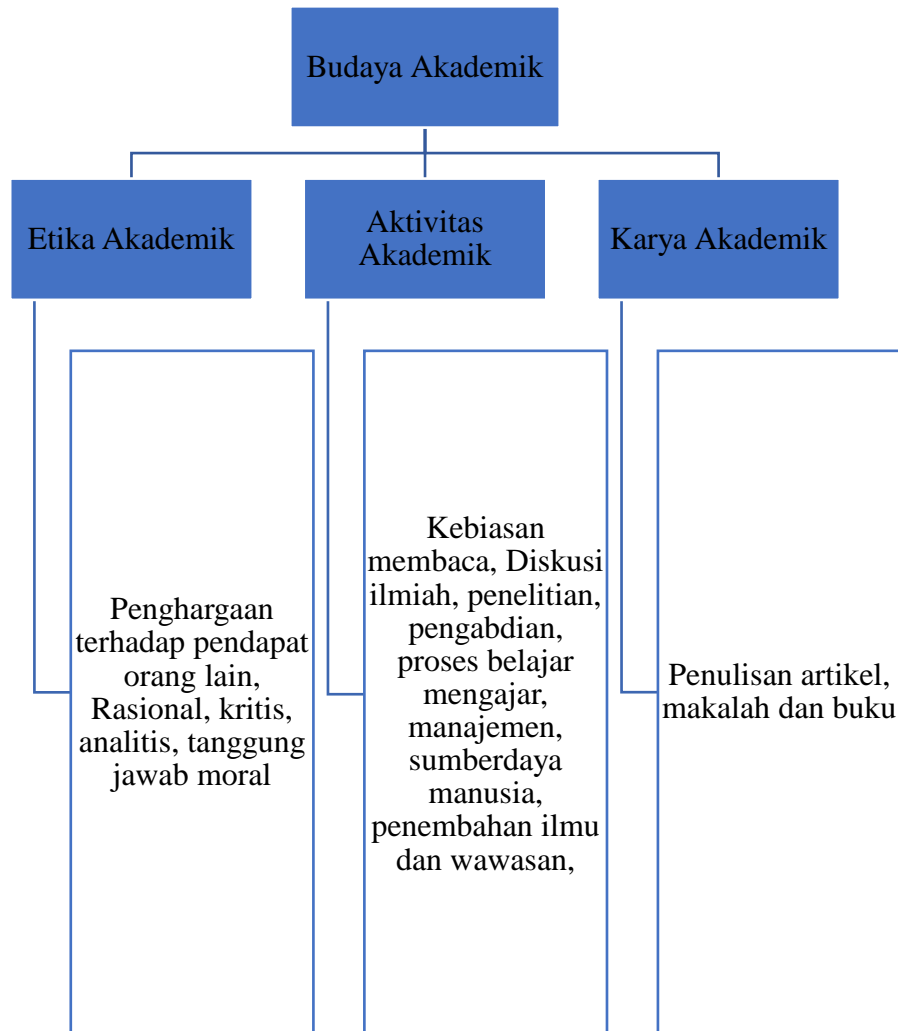 Budaya Akademik
Etika Akademik
Aktivitas
Akademik
Karya Akademik
Penghargaan
terhadap pendapat
orang lain,
Rasional, kritis,
analitis, tanggung
jawab moral
Kebiasan
membaca, Diskusi
ilmiah, penelitian,
pengabdian,
proses belajar
mengajar,
manajemen,
sumberdaya
manusia,
penembahan ilmu
dan wawasan,
Penulisan artikel,
makalah dan buku